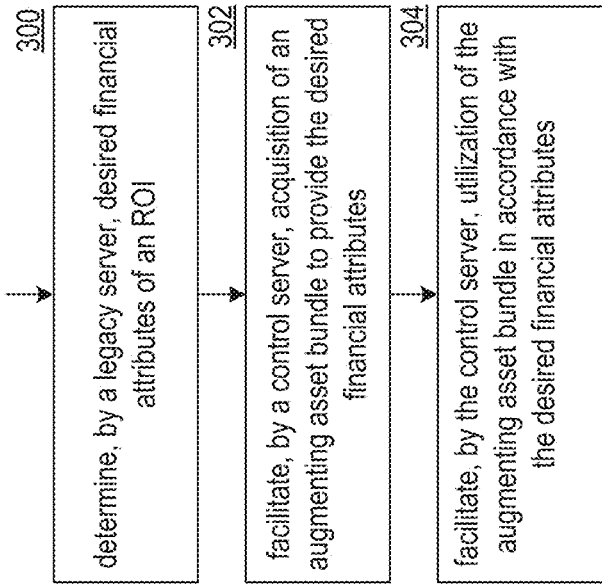 300
determine, by a legacy server, desired financial
attributes of an ROI
302
facilitate, by a control server, acquisition of an
augmenting asset bundle to provide the desired
financial attributes
304
facilitate, by the control server, utilization of the
augmenting asset bundle in accordance with
the desired financial attributes